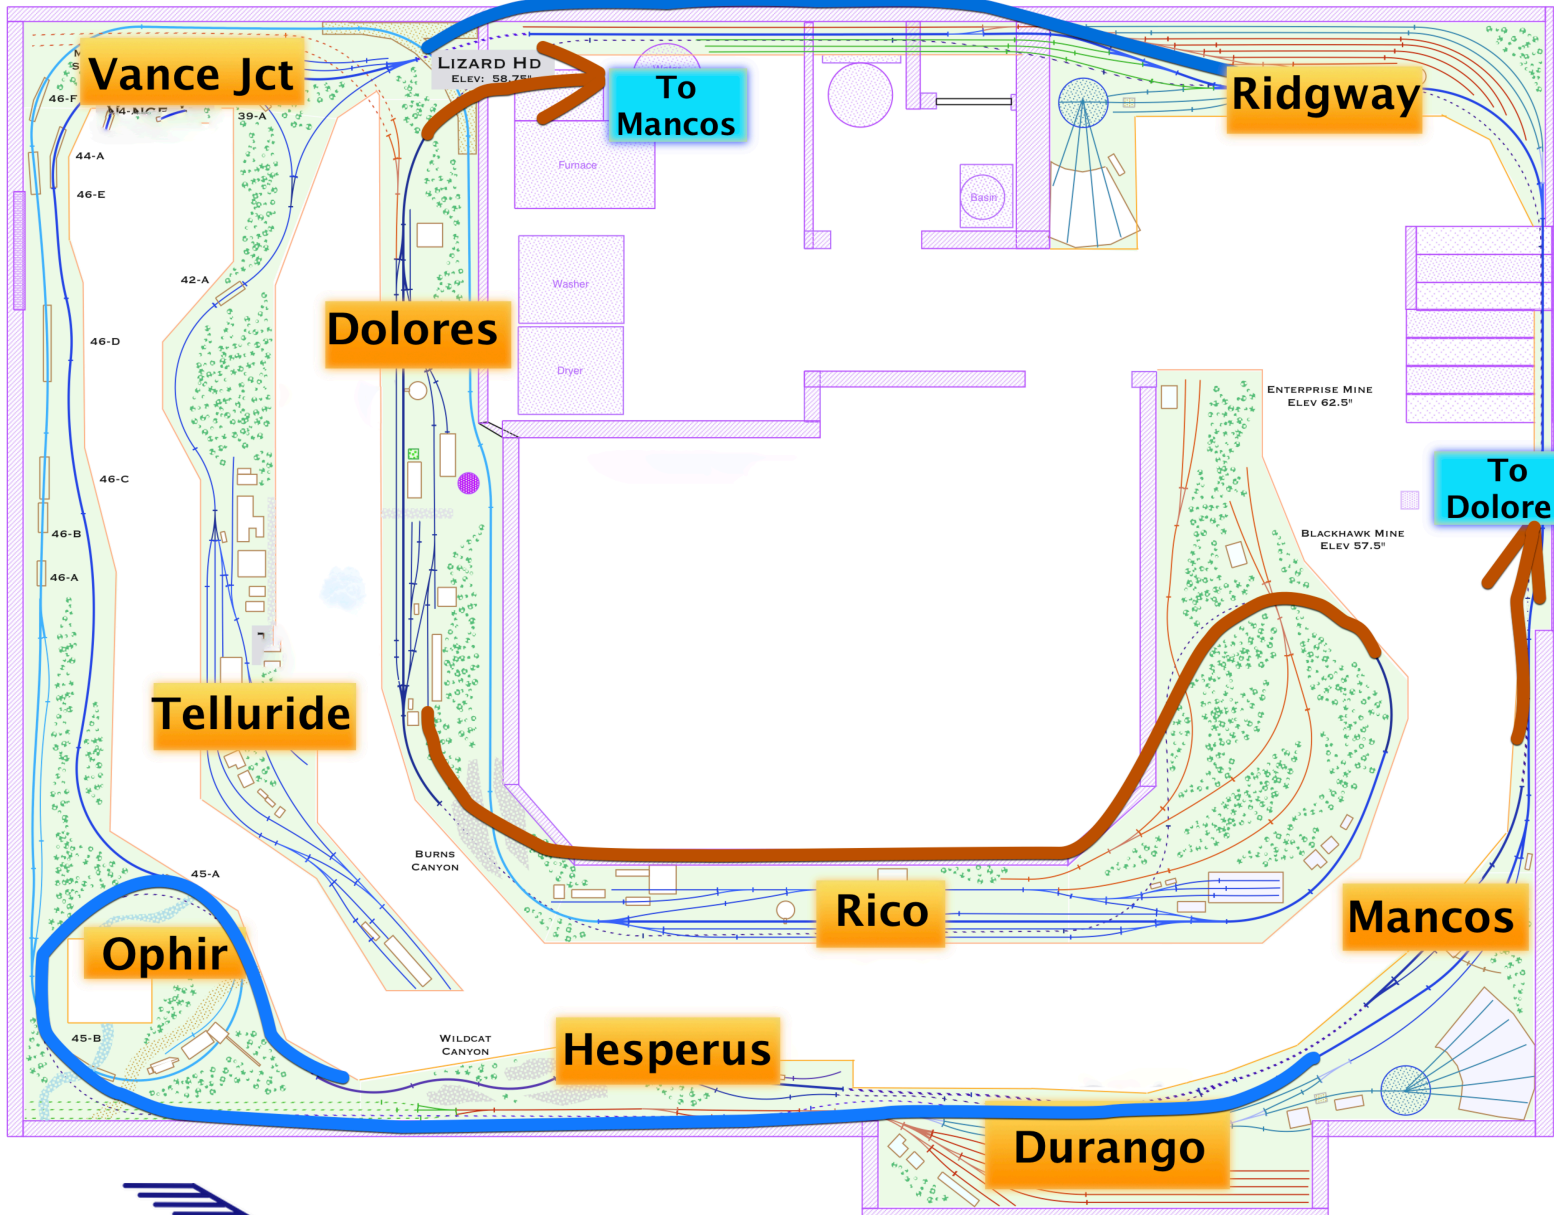 Vance Jct
LIZARD HD
ELEV: 58.75"
To
Mancos
Ridgway
46-F
39-A
44-A
46-E
Furnace
Basin
42-A
Washer
Dolores
46-D
Dryer
ENTERPRISE MINE
ELEV 62.5"
46-C
To
Dolore
46-B
BLACKHAWK MINE
ELEV 57.5"
46-A
Telluride
BURNS
CANYON
45-A
Rico
Mancos
Ophir
45-B
WILDCAT
CANYON
Hesperus
Durango